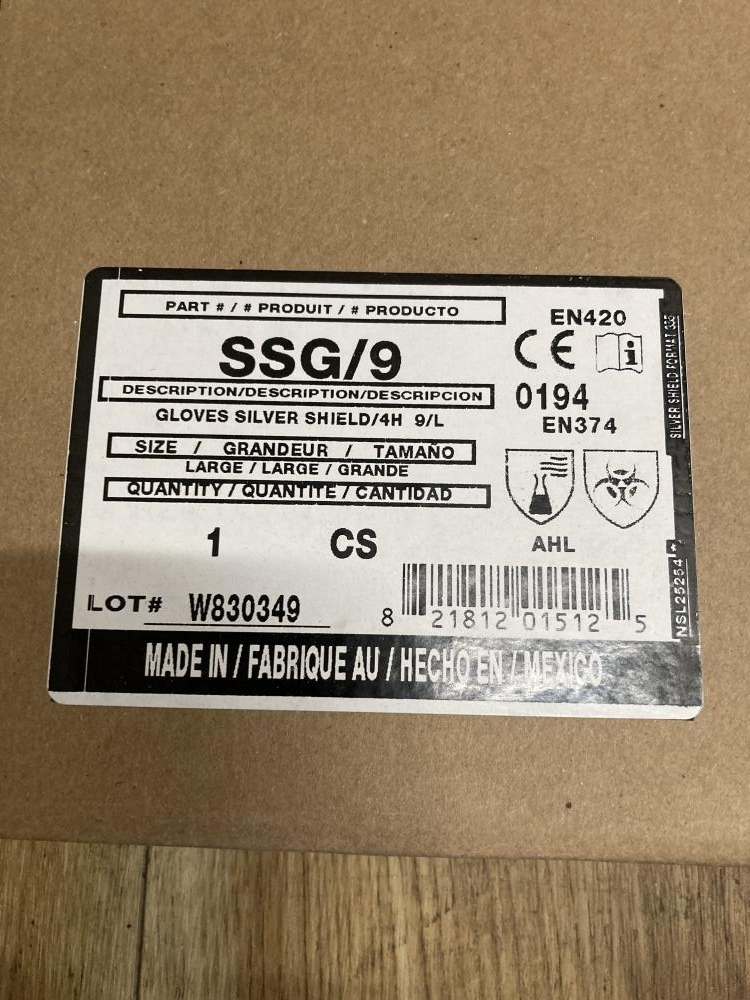 PART # / # PRODUIT / # PRODUCTO
SSG/9
DESCRIPTION/DESCRIPTION/DESCRIPCION
GLOVES SILVER SHIELD/4H 9/L
SIZE / GRANDEUR / TAMAÑO
LARGE / LARGE / GRANDE
QUANTITY / QUANTITE / CANTIDAD
1 CS
LOT# W830349
EN420
CE
i
0194
EN374
AHL
8 21812 01512 5
SILVER SHIELD FORMAT
NSL25254
MADE IN / FABRIQUE AU / HECHO EN / MEXICO